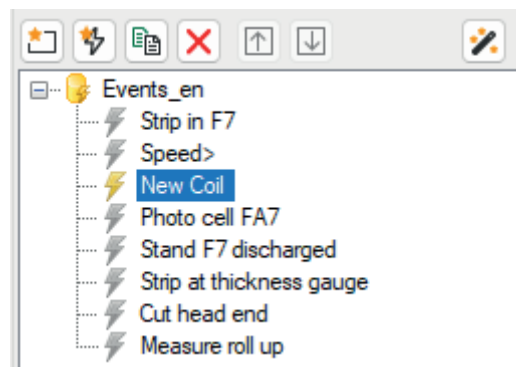 Events_en
Strip in F7
Speed>
New Coil
Photo cell FA7
Stand F7 discharged
Strip at thickness gauge
Cut head end
Measure roll up